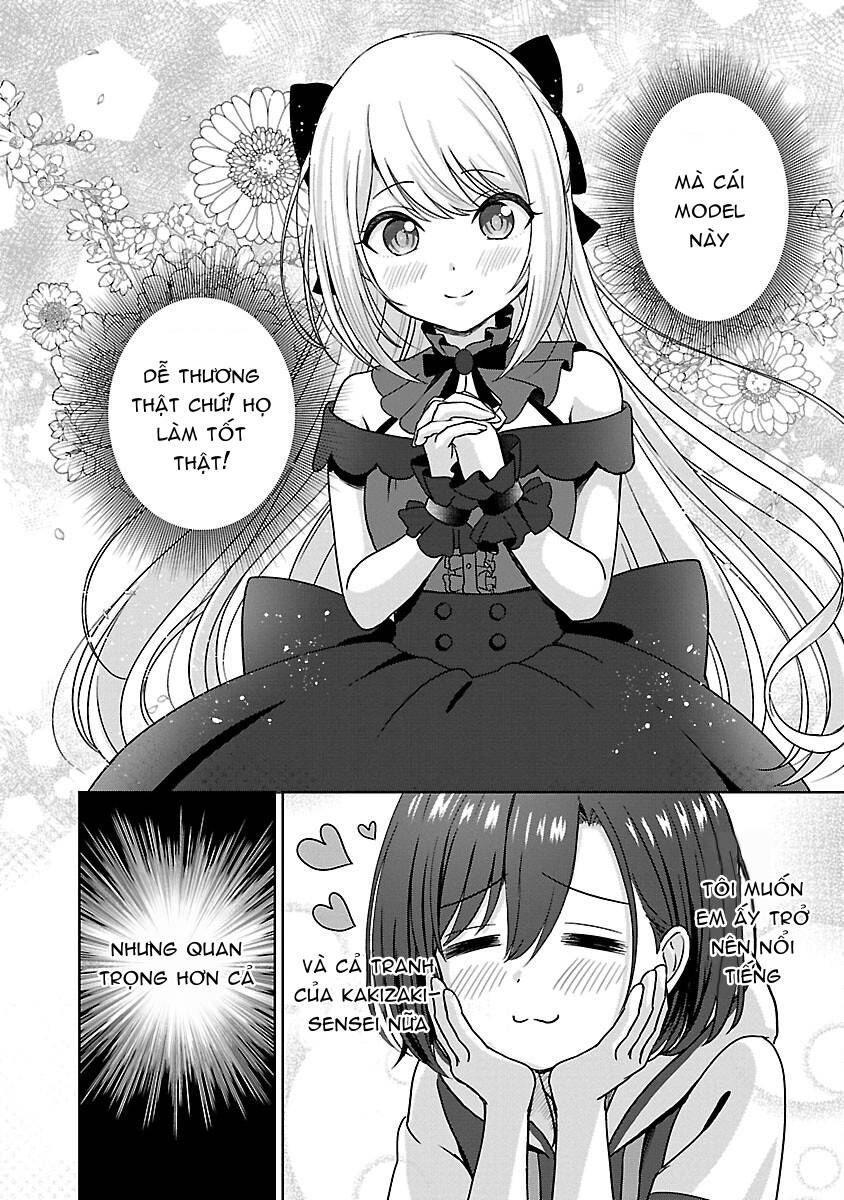 MÀ CÁI
MODEL
NÀY
DỄ THƯƠNG
THẬT CHỨ! HỌ
LÀM TỐT
THẬT!
TÔI MUỐN
EM ẤY TRỞ
NÊN NỔI
TIẾNG
VÀ CẢ TRANH
CỦA KAKIZAKI-
SENSEI NỮA
NHƯNG QUAN
TRỌNG HƠN CẢ